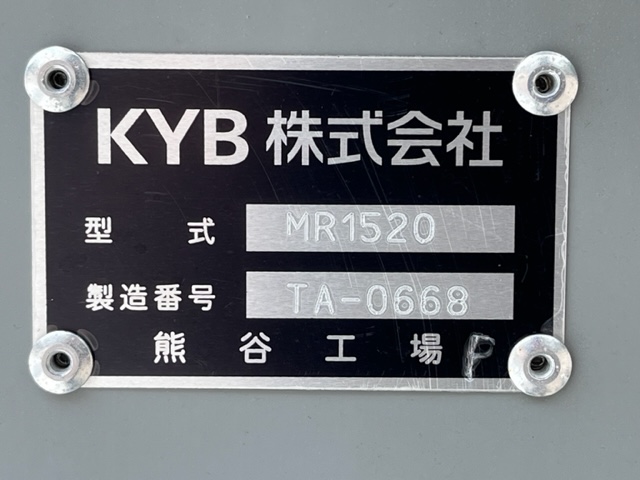 KYB 株式会社
型式 MR1520
製造番号 TA-0668
熊谷工場 P